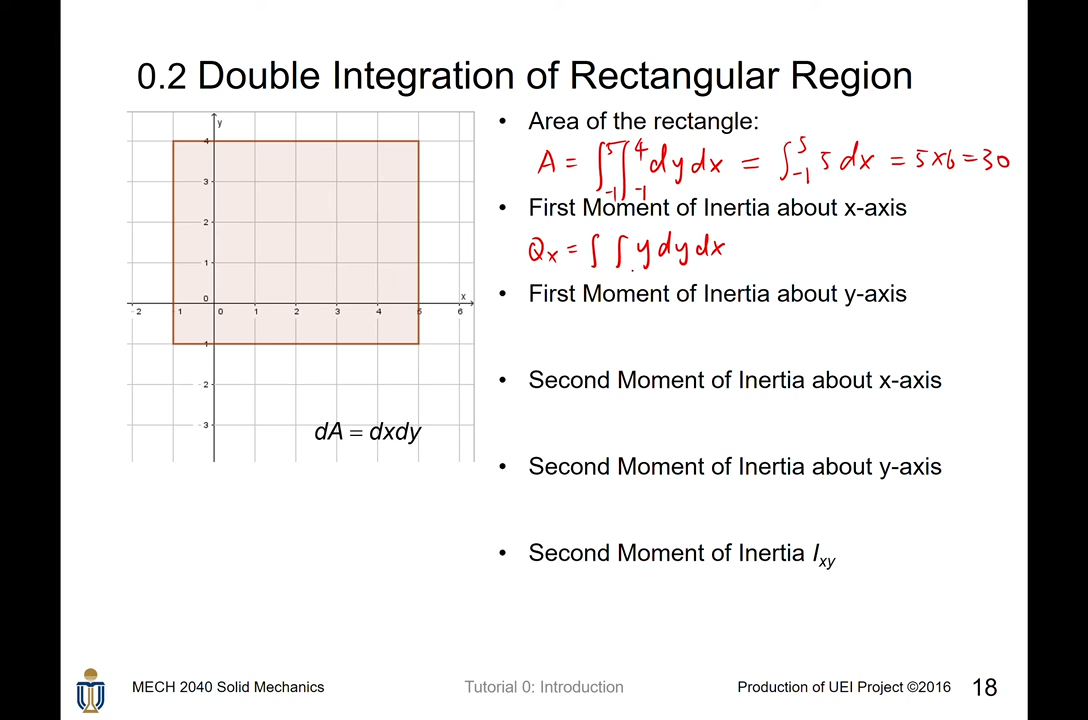 0.2 Double Integration of Rectangular Region
y
4
3
2
1
0
x
- 2
1
0
1
2
3
4
5
6
- 1
- 2
- 3
dA = dxdy
• Area of the rectangle:
A = ∫_{-1}^{5} ∫_{-1}^{4} dy dx = ∫_{-1}^{5} 5 dx = 5×6 = 30
• First Moment of Inertia about x-axis
Qx = ∫ ∫ y dy dx
• First Moment of Inertia about y-axis
• Second Moment of Inertia about x-axis
• Second Moment of Inertia about y-axis
• Second Moment of Inertia I_{xy}
MECH 2040 Solid Mechanics
Tutorial 0: Introduction
Production of UEI Project ©2016
18